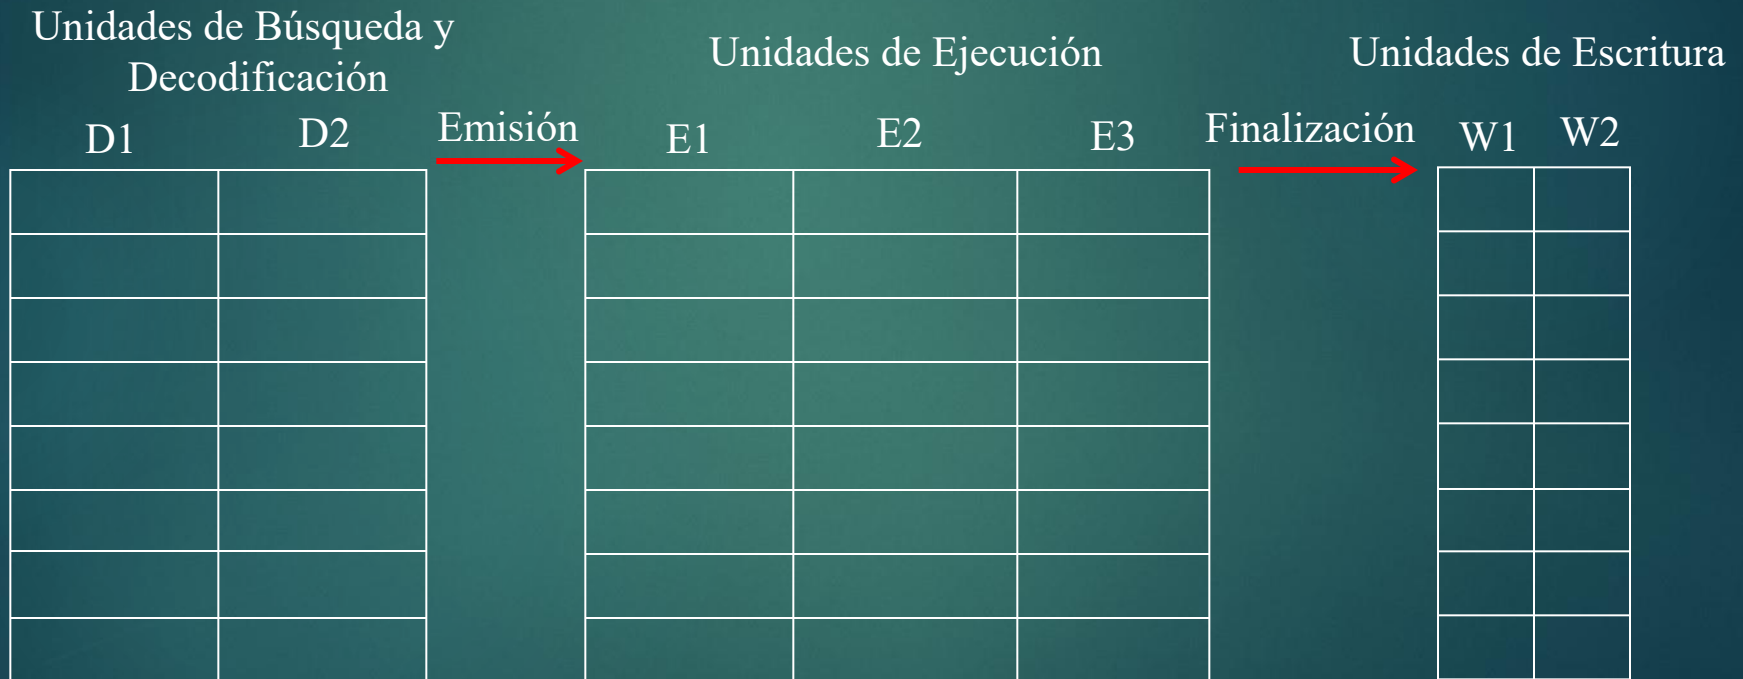 Unidades de Búsqueda y
Decodificación
Unidades de Ejecución
Unidades de Escritura
D1
D2
Emisión
E1
E2
E3
Finalización
W1
W2